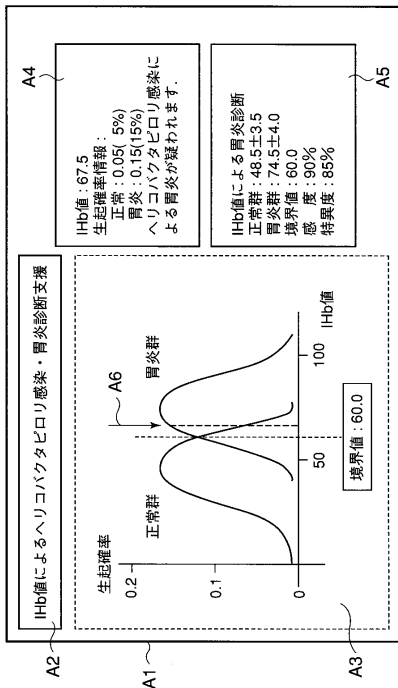 A1
A2
IHb値によるヘリコバクタピロリ感染・胃炎診断支援
A3
生起確率
0.2
0.1
0
正常群
胃炎群
A6
50
100
IHb値
境界値：60.0
A4
IHb値：67.5
生起確率情報：
正常：0.05( 5%)
胃炎：0.15(15%)
ヘリコバクタピロリ感染に
よる胃炎が疑われます．
A5
IHb値による胃炎診断
正常群：48.5±3.5
胃炎群：74.5±4.0
境界値：60.0
感　度：90%
特異度：85%